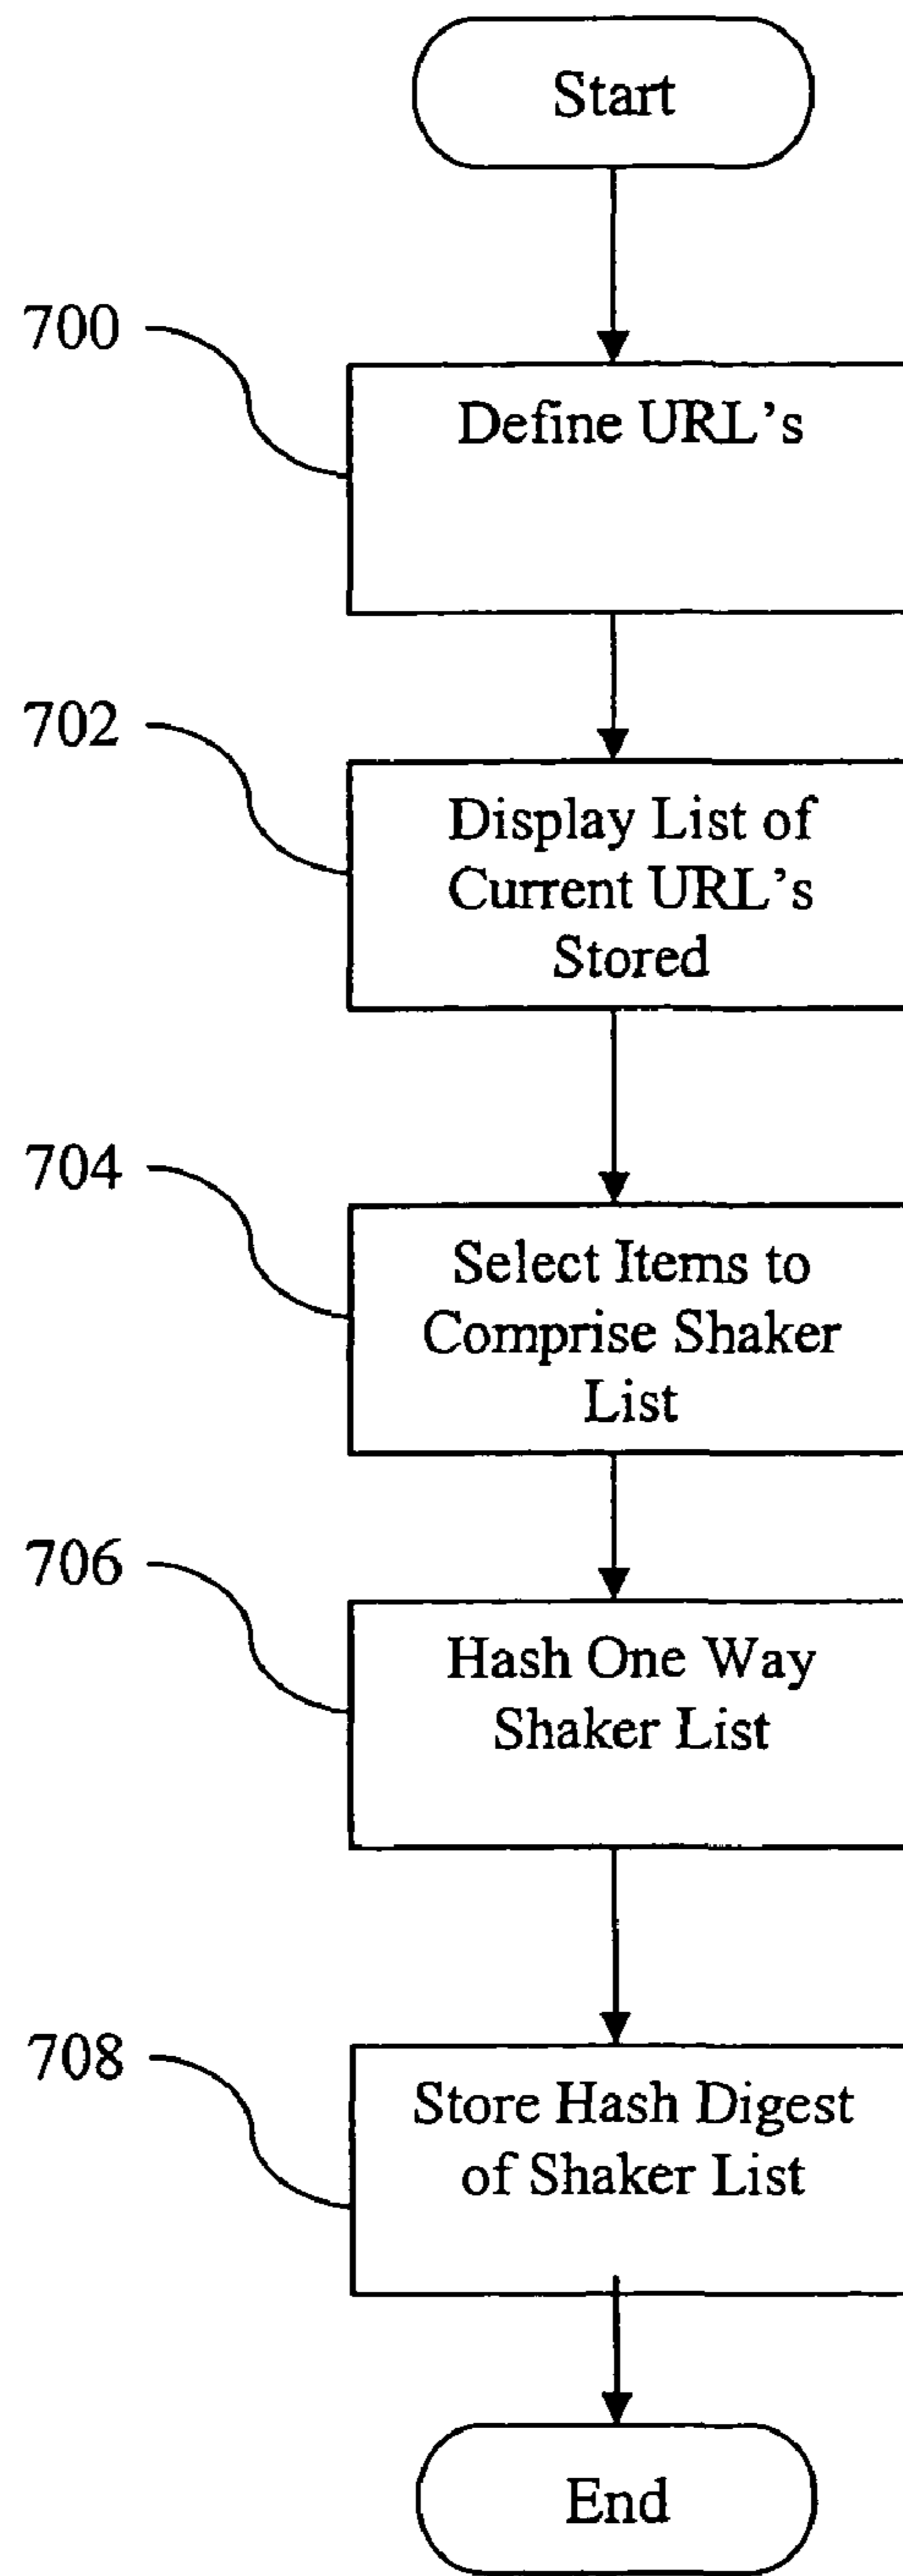 Start
700
Define URL's
702
Display List of
Current URL's
Stored
704
Select Items to
Comprise Shaker
List
706
Hash One Way
Shaker List
708
Store Hash Digest
of Shaker List
End